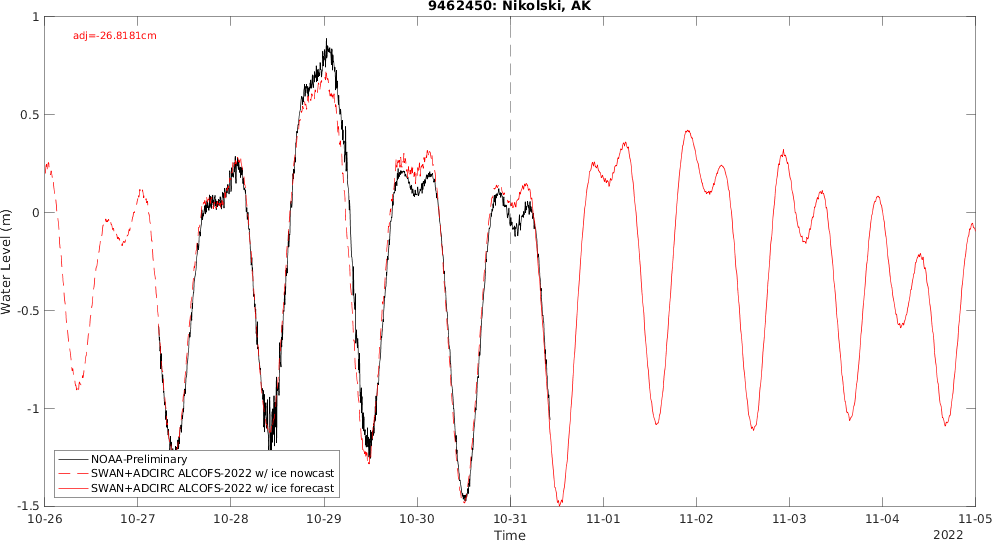 9462450: Nikolski, AK
adj=-26.8181cm
1
0.5
0
-0.5
-1
-1.5
Water Level (m)
NOAA-Preliminary
SWAN+ADCIRC ALCOFS-2022 w/ ice nowcast
SWAN+ADCIRC ALCOFS-2022 w/ ice forecast
10-26 10-27 10-28 10-29 10-30 10-31 11-01 11-02 11-03 11-04 11-05
Time
2022